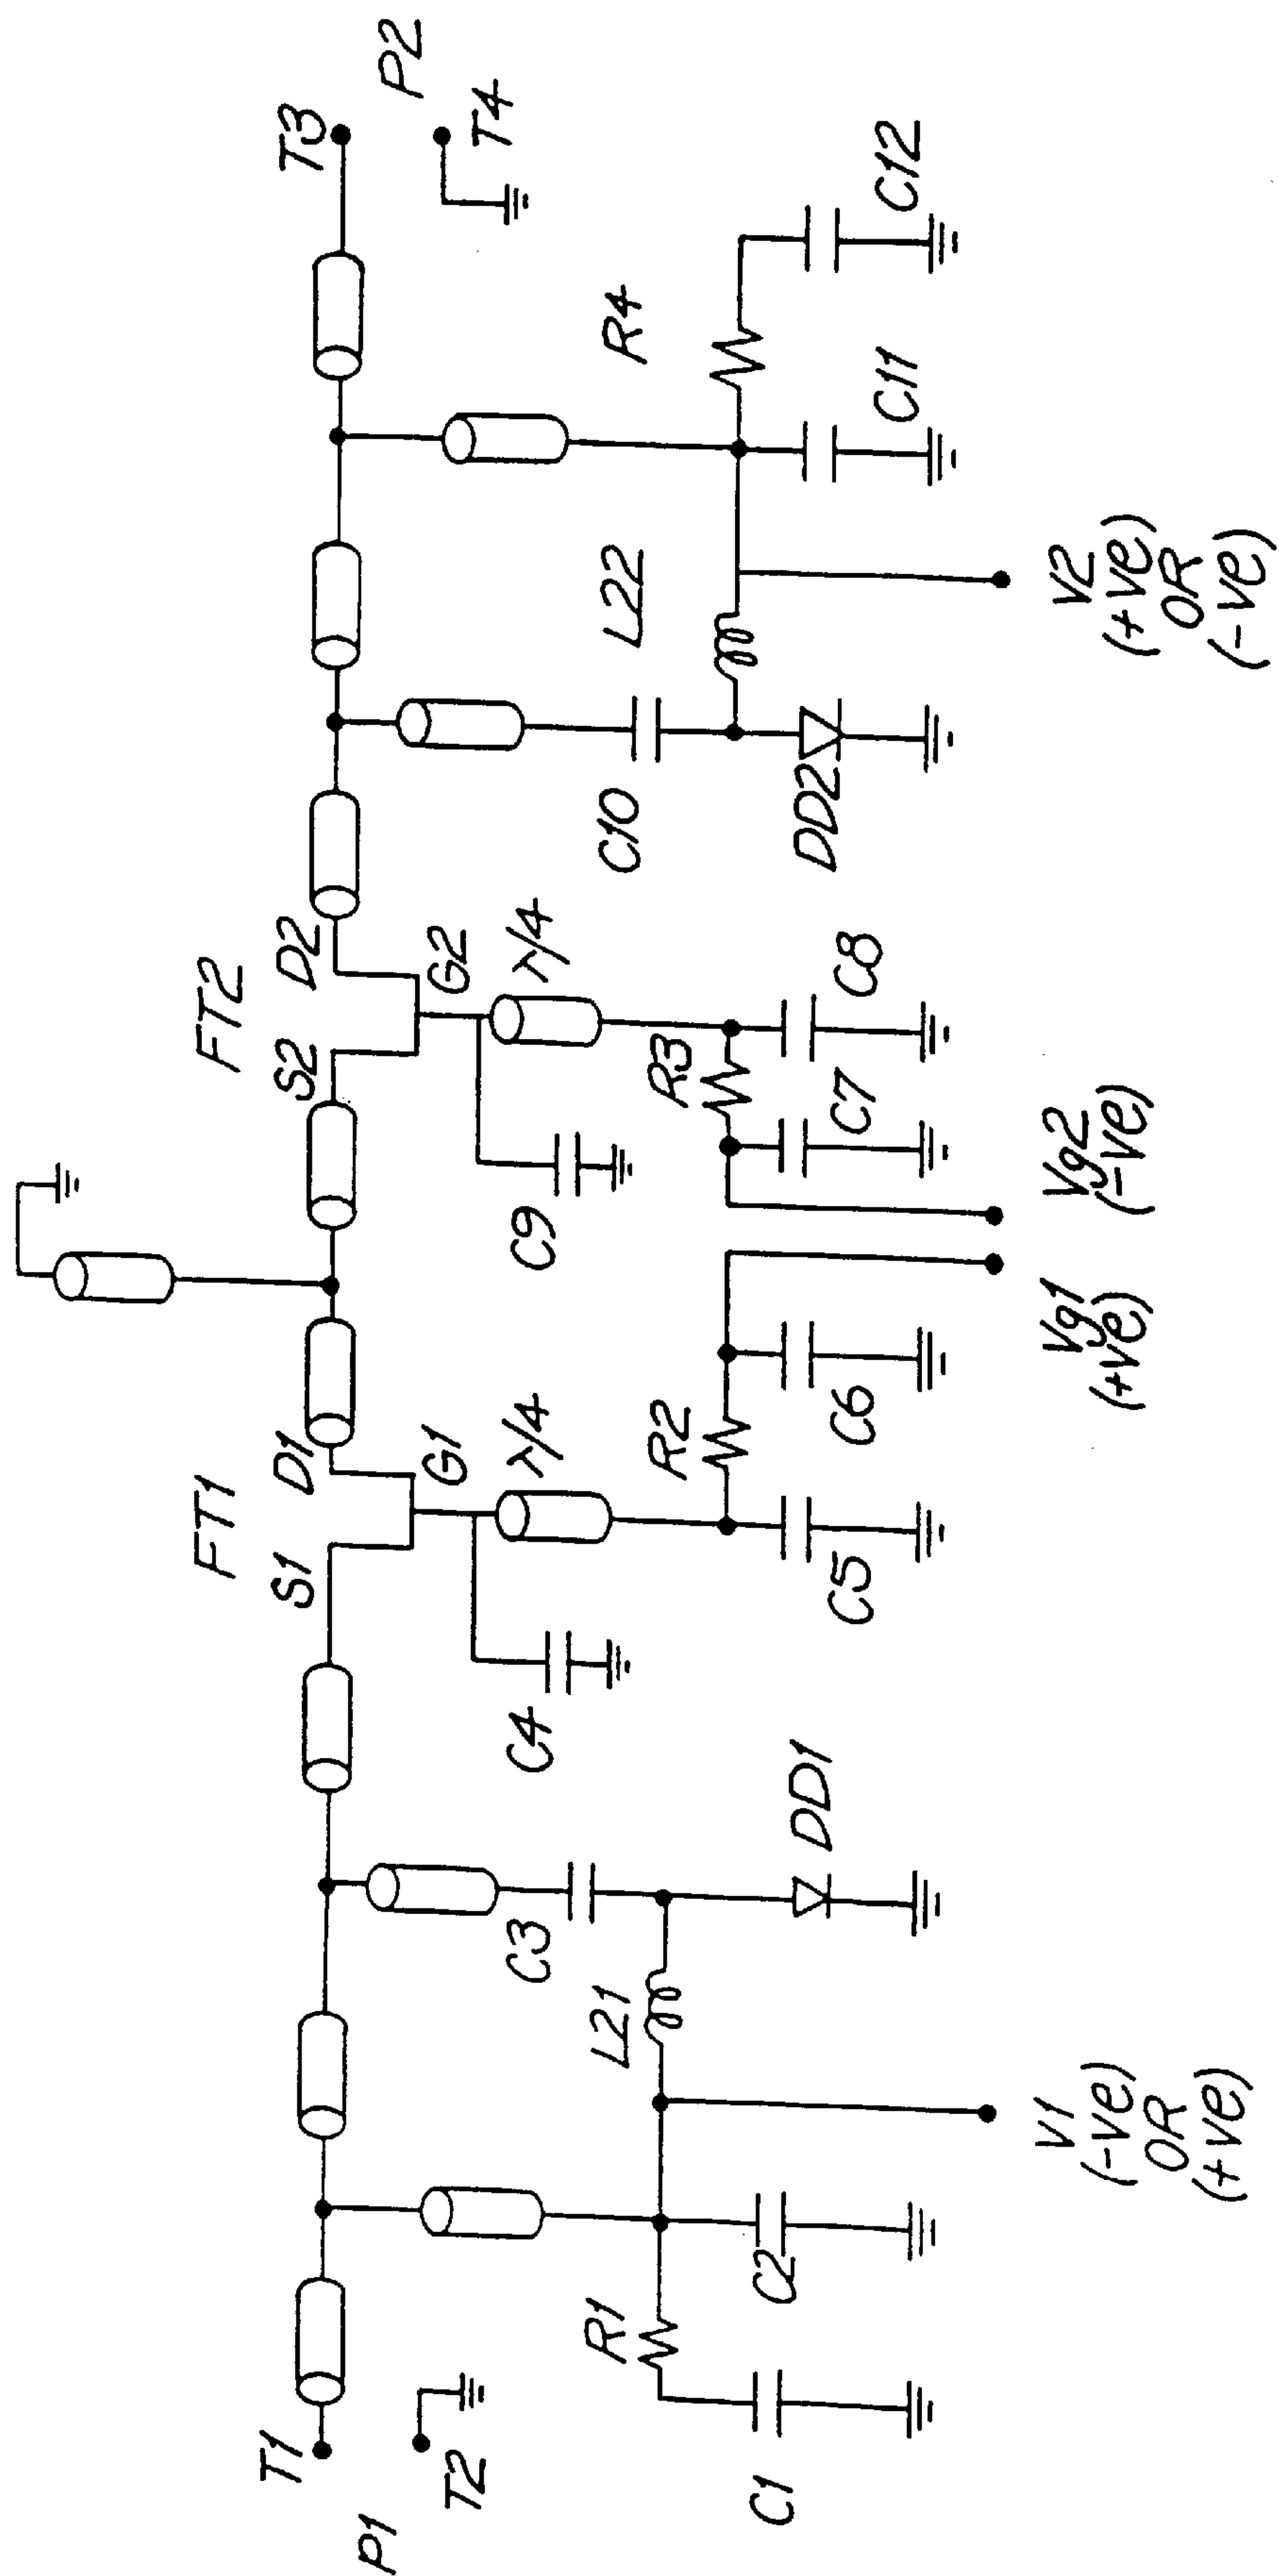 FT1
FT2
T1
P1
T2
S1
D1
S2
D2
T3
P2
T4
G1
λ/4
G2
λ/4
R1
C1
C2
L21
C3
DD1
C4
R2
C5
C6
C9
R3
C7
C8
C10
L22
DD2
R4
C11
C12
V1
(-ve)
OR
(+ve)
Vg1
(+ve)
Vg2
(-ve)
V2
(+ve)
OR
(-ve)